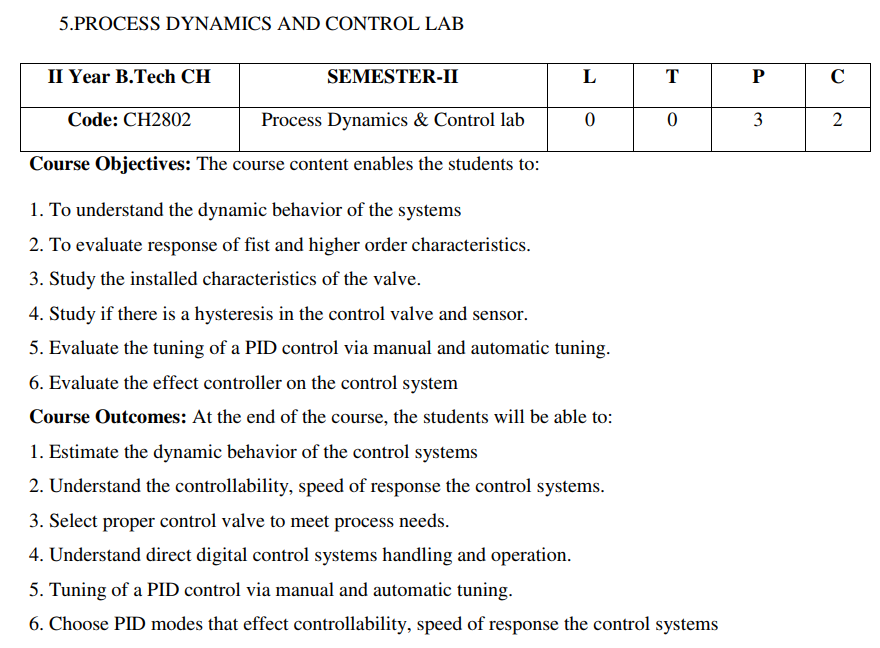 5.PROCESS DYNAMICS AND CONTROL LAB
II Year B.Tech CH SEMESTER-II L T P C
Code: CH2802 Process Dynamics & Control lab 0 0 3 2
Course Objectives: The course content enables the students to:
1. To understand the dynamic behavior of the systems
2. To evaluate response of fist and higher order characteristics.
3. Study the installed characteristics of the valve.
4. Study if there is a hysteresis in the control valve and sensor.
5. Evaluate the tuning of a PID control via manual and automatic tuning.
6. Evaluate the effect controller on the control system
Course Outcomes: At the end of the course, the students will be able to:
1. Estimate the dynamic behavior of the control systems
2. Understand the controllability, speed of response the control systems.
3. Select proper control valve to meet process needs.
4. Understand direct digital control systems handling and operation.
5. Tuning of a PID control via manual and automatic tuning.
6. Choose PID modes that effect controllability, speed of response the control systems